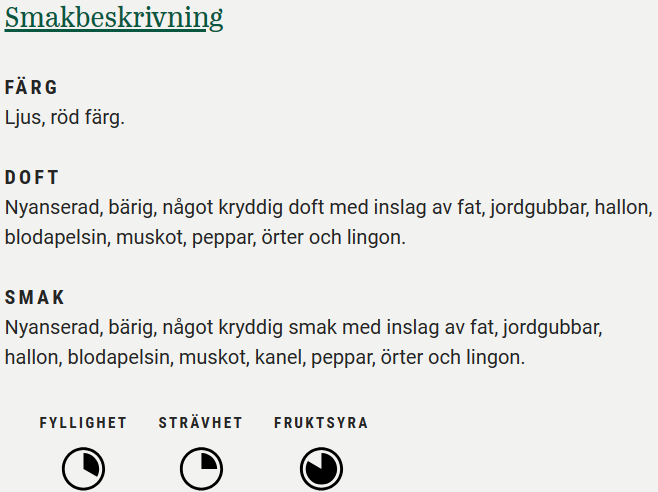 Smakbeskrivning
FÄRG
Ljus, röd färg.
DOFT
Nyanserad, bärig, något kryddig doft med inslag av fat, jordgubbar, hallon,
blodapelsin, muskot, peppar, örter och lingon.
SMAK
Nyanserad, bärig, något kryddig smak med inslag av fat, jordgubbar,
hallon, blodapelsin, muskot, kanel, peppar, örter och lingon.
FYLLIGHET STRÄVHET FRUKTSYRA